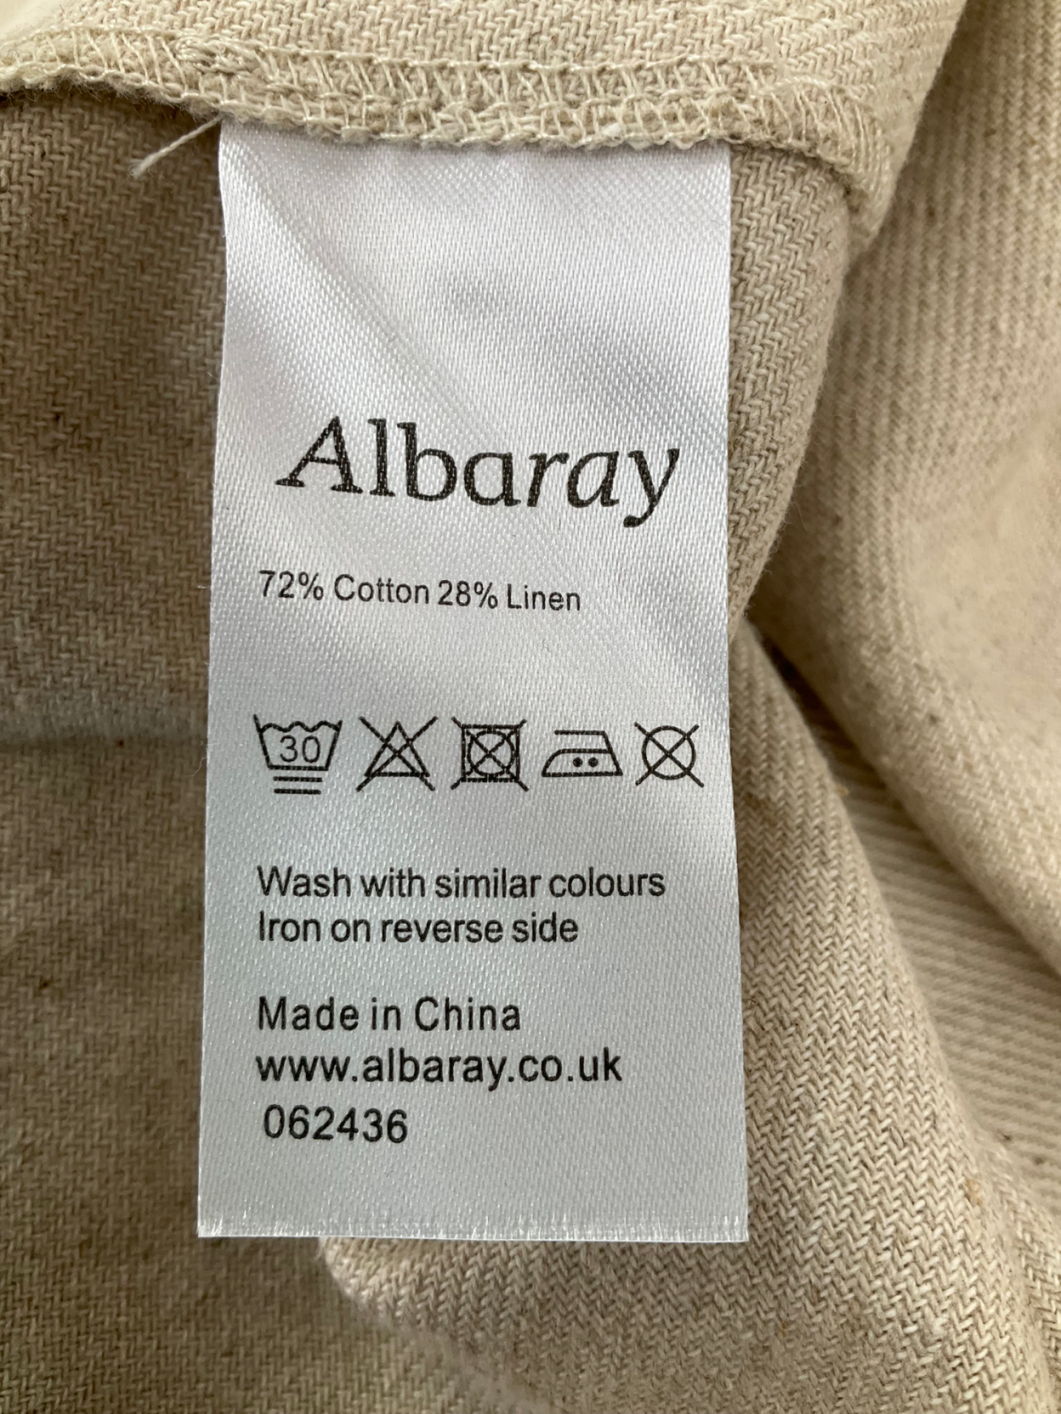 Albaray
72% Cotton 28% Linen
30
Wash with similar colours
Iron on reverse side
Made in China
www.albaray.co.uk
062436